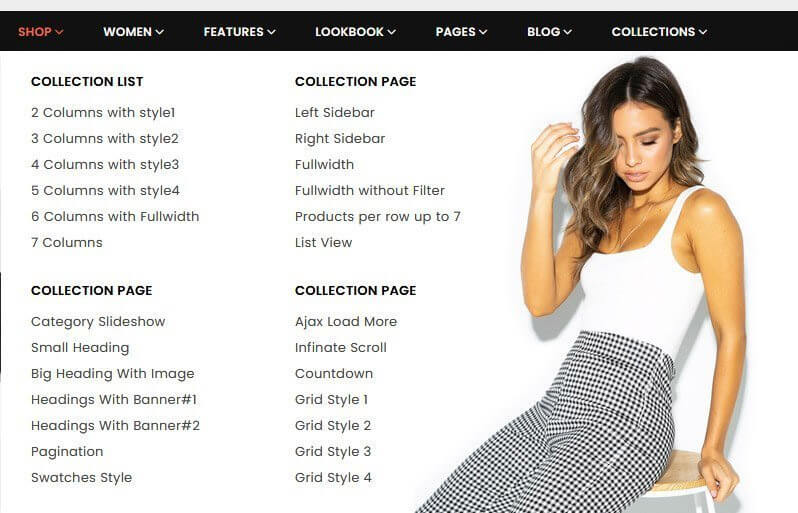 SHOP WOMEN FEATURES LOOKBOOK PAGES BLOG COLLECTIONS
COLLECTION LIST
2 Columns with style1
3 Columns with style2
4 Columns with style3
5 Columns with style4
6 Columns with Fullwidth
7 Columns
COLLECTION PAGE
Left Sidebar
Right Sidebar
Fullwidth
Fullwidth without Filter
Products per row up to 7
List View
COLLECTION PAGE
Category Slideshow
Small Heading
Big Heading With Image
Headings With Banner#1
Headings With Banner#2
Pagination
Swatches Style
COLLECTION PAGE
Ajax Load More
Infinate Scroll
Countdown
Grid Style 1
Grid Style 2
Grid Style 3
Grid Style 4